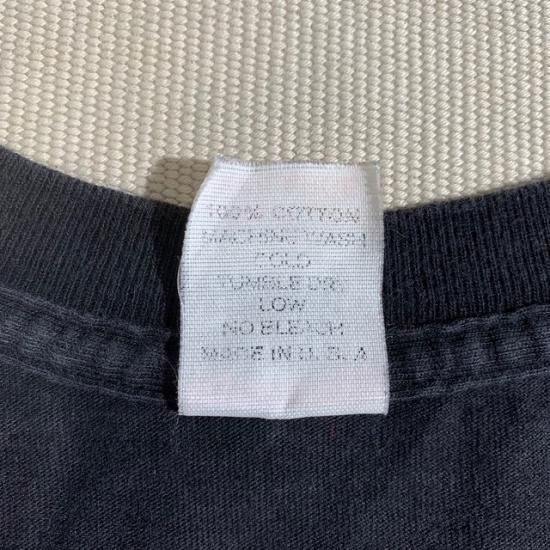 100% COTTON
MACHINE WASH
COLD
TUMBLE DRY
LOW
NO BLEACH
MADE IN U.S.A